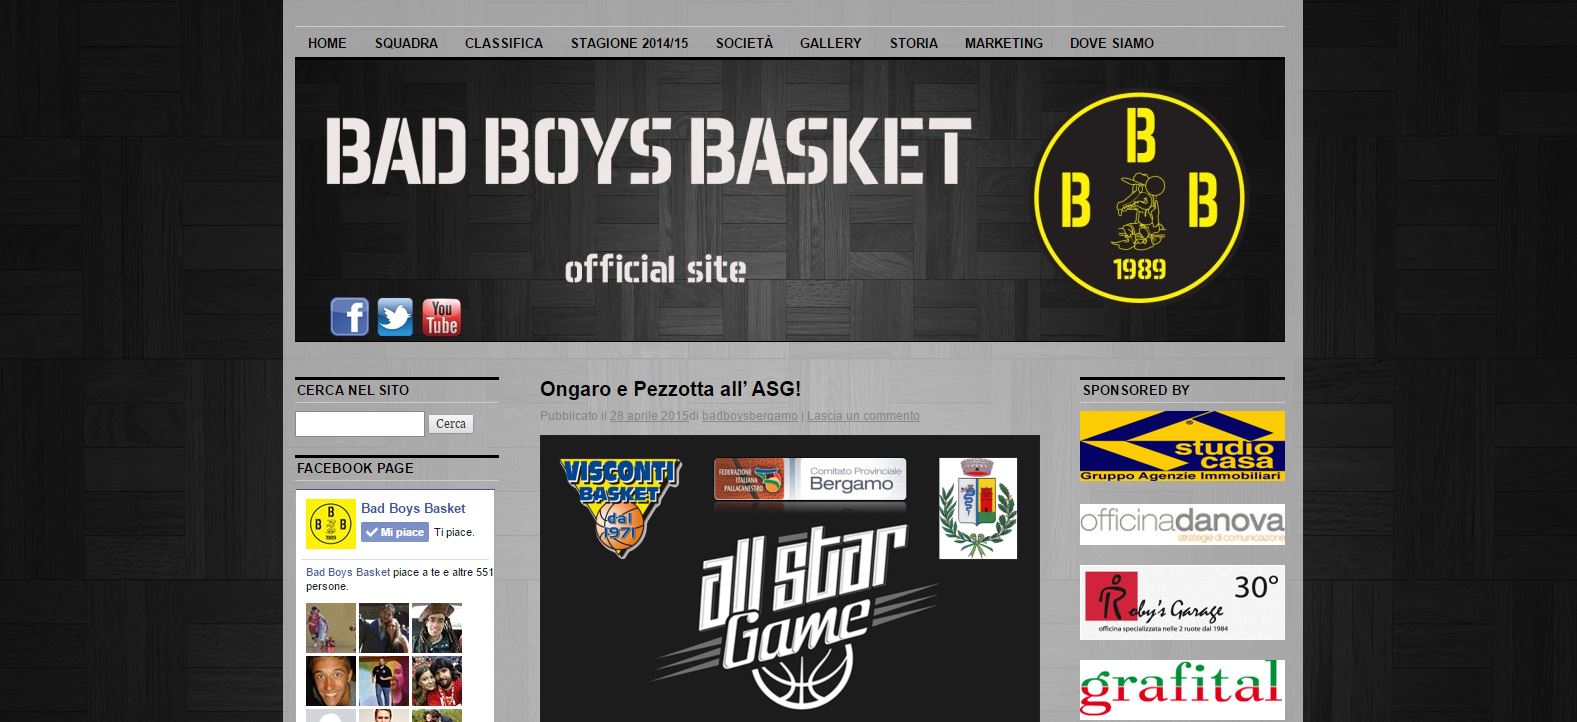 HOME SQUADRA CLASSIFICA STAGIONE 2014/15 SOCIETÀ GALLERY STORIA MARKETING DOVE SIAMO
BAD BOYS BASKET
official site
B
B B
1989
f
You
Tube
CERCA NEL SITO
Cerca
FACEBOOK PAGE
B
B B
1989
Bad Boys Basket
Mi piace Ti piace.
Bad Boys Basket piace a te e altre 551
persone.
Ongaro e Pezzotta all’ ASG!
Pubblicato il 28 aprile 2015di badboysbergamo | Lascia un commento
VISCONTI
BASKET
dal
1971
FEDERAZIONE
ITALIANA
PALLACANESTRO
Comitato Provinciale
Bergamo
all star
Game
SPONSORED BY
studio
casa
Gruppo Agenzie Immobiliari
officinadanova
strategie di comunicazione
Roby's Garage
30°
officina specializzata nelle 2 ruote dal 1984
grafital